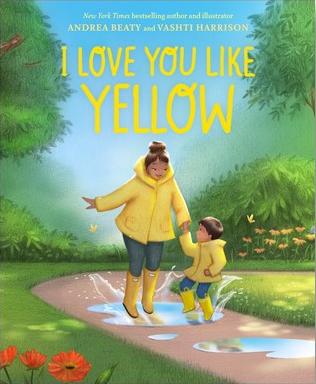 New York Times bestselling author and illustrator
ANDREA BEATY and VASHTI HARRISON
I LOVE YOU LIKE
YELLOW